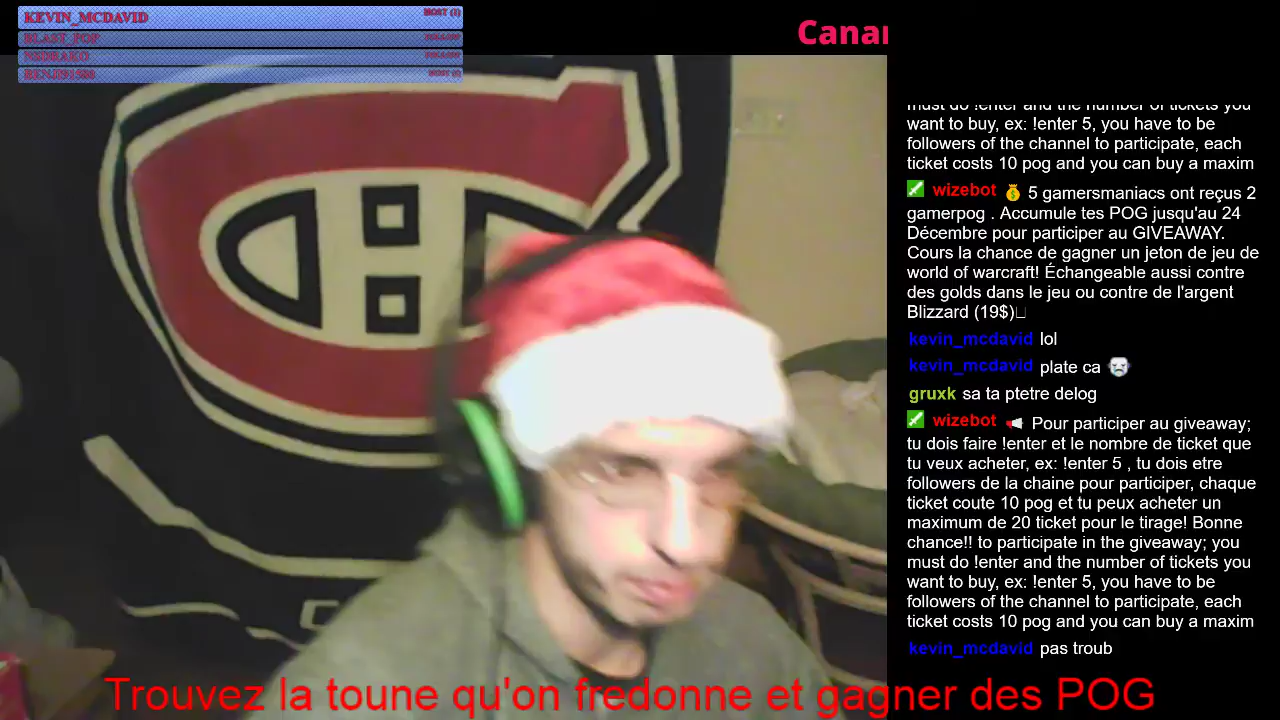 KEVIN_MCDAVID
HOST (1)
BLAST_POP
NSDRAKO
BENJI91580
HOST (1)
Canar
must do !enter and the number of tickets you
want to buy, ex: !enter 5, you have to be
followers of the channel to participate, each
ticket costs 10 pog and you can buy a maxim
wizebot 💰 5 gamersmaniacs ont reçus 2
gamerpog . Accumule tes POG jusqu'au 24
Décembre pour participer au GIVEAWAY.
Cours la chance de gagner un jeton de jeu de
world of warcraft! Échangeable aussi contre
des golds dans le jeu ou contre de l'argent
Blizzard (19$)
kevin_mcdavid lol
kevin_mcdavid plate ca
gruxk sa ta ptetre delog
wizebot 📢 Pour participer au giveaway;
tu dois faire !enter et le nombre de ticket que
tu veux acheter, ex: !enter 5 , tu dois etre
followers de la chaine pour participer, chaque
ticket coute 10 pog et tu peux acheter un
maximum de 20 ticket pour le tirage! Bonne
chance!! to participate in the giveaway; you
must do !enter and the number of tickets you
want to buy, ex: !enter 5, you have to be
followers of the channel to participate, each
ticket costs 10 pog and you can buy a maxim
kevin_mcdavid pas troub
Trouvez la toune qu'on fredonne et gagner des POG